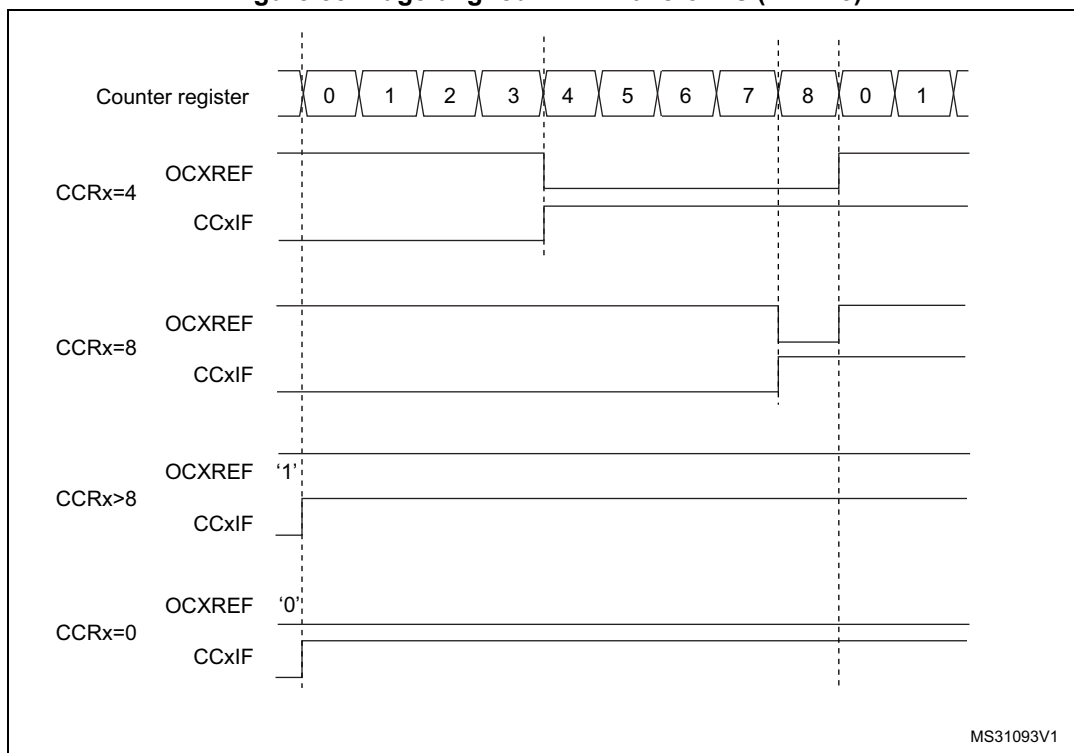 Counter register 0 1 2 3 4 5 6 7 8 0 1
OCXREF
CCRx=4
CCxIF
OCXREF
CCRx=8
CCxIF
OCXREF '1'
CCRx>8
CCxIF
OCXREF '0'
CCRx=0
CCxIF
MS31093V1